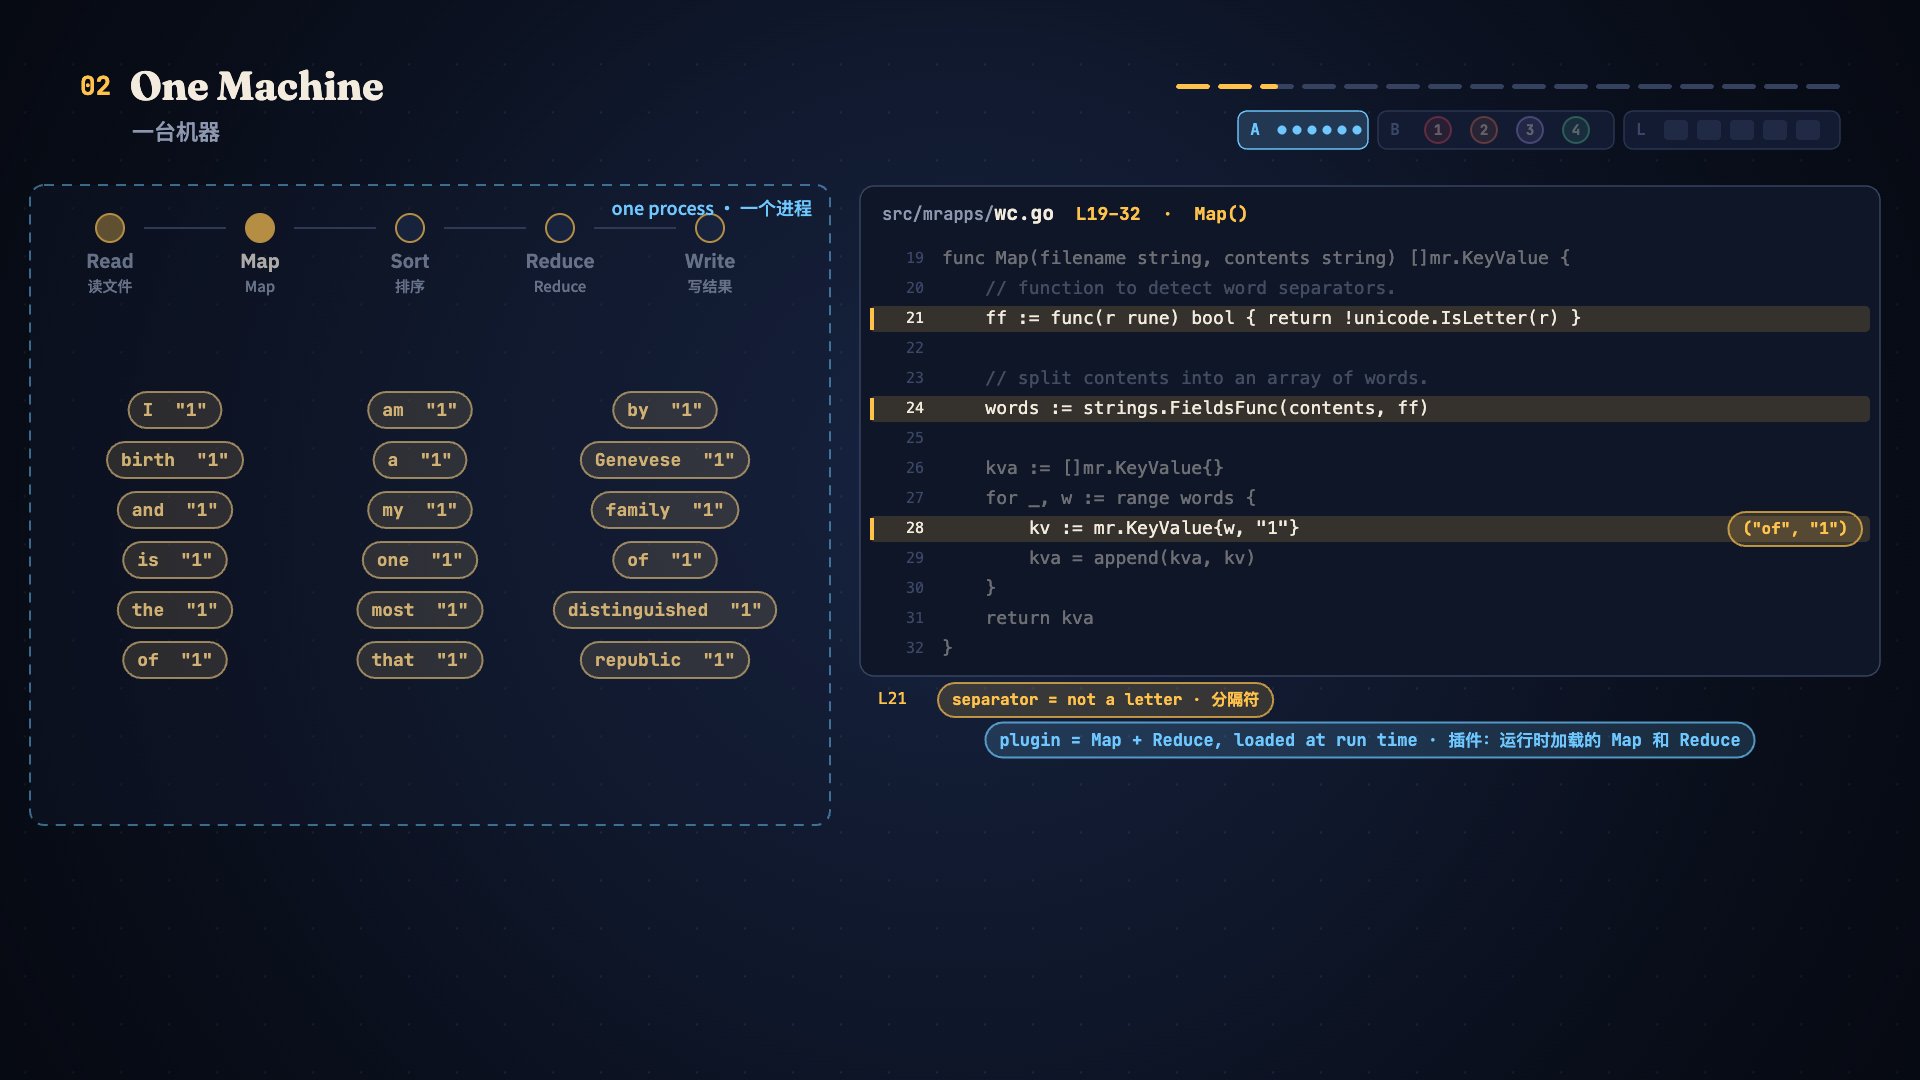 02 One Machine
一台机器
A
B 1 2 3 4
L
one process · 一个进程
Read Map Sort Reduce Write
读文件 Map 排序 Reduce 写结果
I "1" am "1" by "1"
birth "1" a "1" Genevese "1"
and "1" my "1" family "1"
is "1" one "1" of "1"
the "1" most "1" distinguished "1"
of "1" that "1" republic "1"
src/mrapps/wc.go L19-32 · Map()
19 func Map(filename string, contents string) []mr.KeyValue {
20 // function to detect word separators.
21 ff := func(r rune) bool { return !unicode.IsLetter(r) }
22
23 // split contents into an array of words.
24 words := strings.FieldsFunc(contents, ff)
25
26 kva := []mr.KeyValue{}
27 for _, w := range words {
28 kv := mr.KeyValue{w, "1"} ("of", "1")
29 kva = append(kva, kv)
30 }
31 return kva
32 }
L21 separator = not a letter · 分隔符
plugin = Map + Reduce, loaded at run time · 插件：运行时加载的 Map 和 Reduce